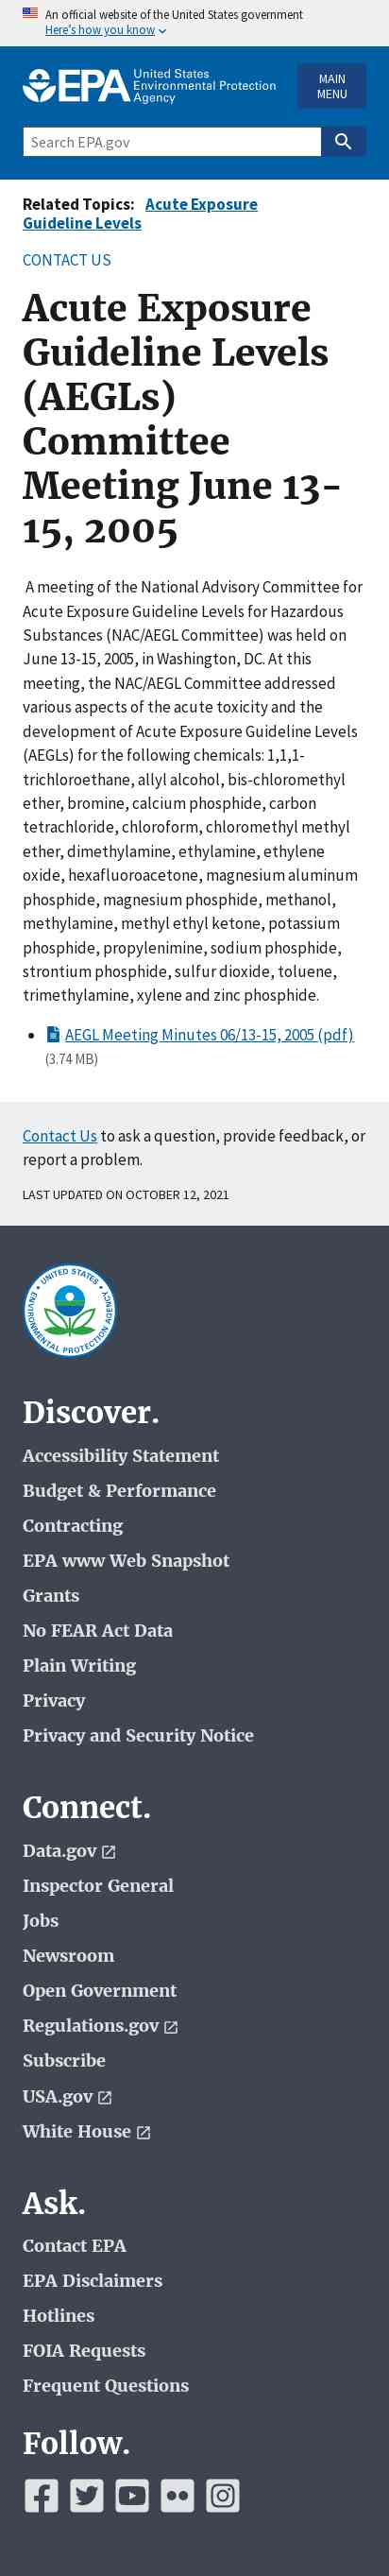 An official website of the United States government
Here's how you know
EPA United States
Environmental Protection
Agency
MAIN
MENU
Search EPA.gov
Related Topics: Acute Exposure
Guideline Levels
CONTACT US
Acute Exposure
Guideline Levels
(AEGLs)
Committee
Meeting June 13-
15, 2005
A meeting of the National Advisory Committee for
Acute Exposure Guideline Levels for Hazardous
Substances (NAC/AEGL Committee) was held on
June 13-15, 2005, in Washington, DC. At this
meeting, the NAC/AEGL Committee addressed
various aspects of the acute toxicity and the
development of Acute Exposure Guideline Levels
(AEGLs) for the following chemicals: 1,1,1-
trichloroethane, allyl alcohol, bis-chloromethyl
ether, bromine, calcium phosphide, carbon
tetrachloride, chloroform, chloromethyl methyl
ether, dimethylamine, ethylamine, ethylene
oxide, hexafluoroacetone, magnesium aluminum
phosphide, magnesium phosphide, methanol,
methylamine, methyl ethyl ketone, potassium
phosphide, propylenimine, sodium phosphide,
strontium phosphide, sulfur dioxide, toluene,
trimethylamine, xylene and zinc phosphide.
AEGL Meeting Minutes 06/13-15, 2005 (pdf)
(3.74 MB)
Contact Us to ask a question, provide feedback, or
report a problem.
LAST UPDATED ON OCTOBER 12, 2021
UNITED STATES
ENVIRONMENTAL PROTECTION AGENCY
Discover.
Accessibility Statement
Budget & Performance
Contracting
EPA www Web Snapshot
Grants
No FEAR Act Data
Plain Writing
Privacy
Privacy and Security Notice
Connect.
Data.gov
Inspector General
Jobs
Newsroom
Open Government
Regulations.gov
Subscribe
USA.gov
White House
Ask.
Contact EPA
EPA Disclaimers
Hotlines
FOIA Requests
Frequent Questions
Follow.